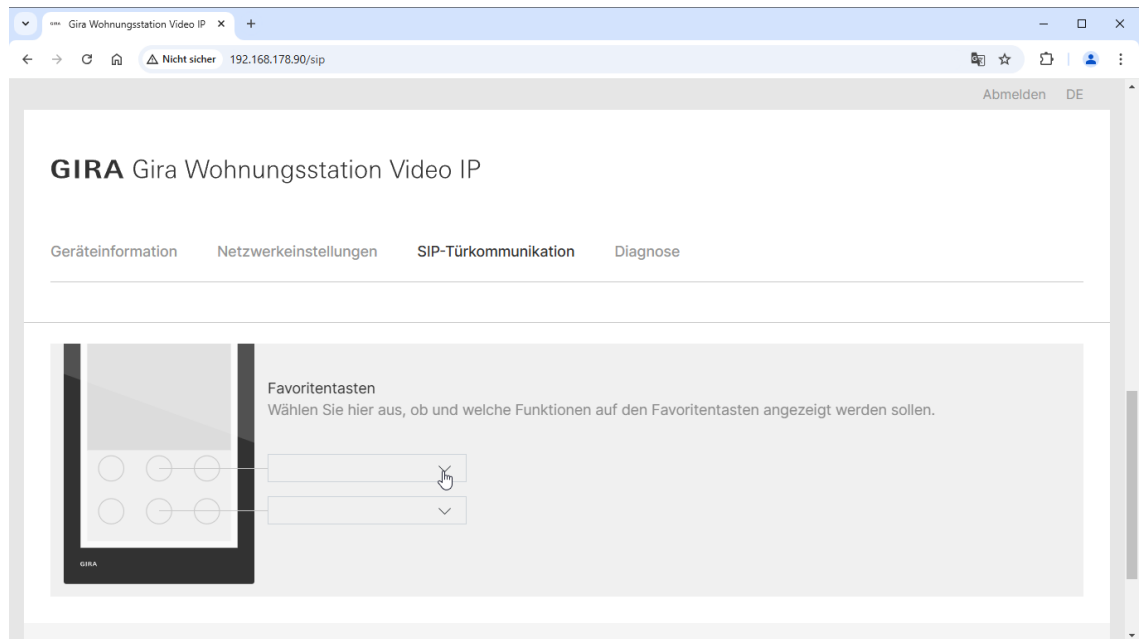 Gira Wohnungsstation Video IP
Nicht sicher 192.168.178.90/sip
Abmelden DE
GIRA Gira Wohnungsstation Video IP
Geräteinformation Netzwerkeinstellungen SIP-Türkommunikation Diagnose
Favoritentasten
Wählen Sie hier aus, ob und welche Funktionen auf den Favoritentasten angezeigt werden sollen.
GIRA